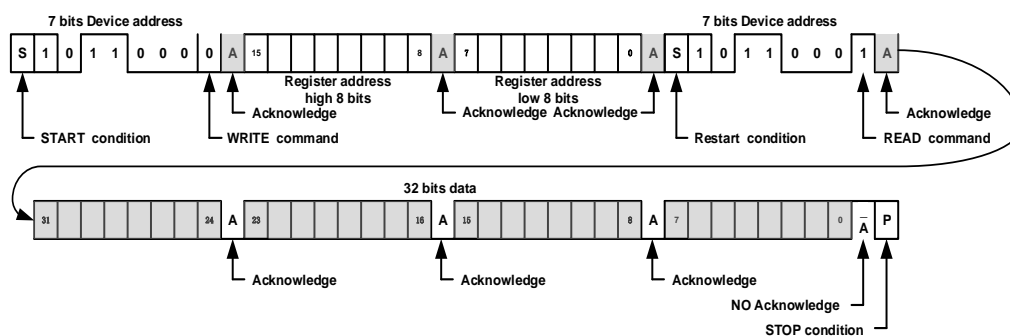 7 bits Device address 7 bits Device address
S 1 0 1 1 0 0 0 0 A 15 8 A 7 0 A S 1 0 1 1 0 0 0 1 A
Register address Register address
high 8 bits low 8 bits
Acknowledge Acknowledge Acknowledge Acknowledge
START condition WRITE command Restart condition READ command
32 bits data
31 24 A 23 16 A 15 8 A 7 0 A P
Acknowledge Acknowledge Acknowledge
NO Acknowledge
STOP condition